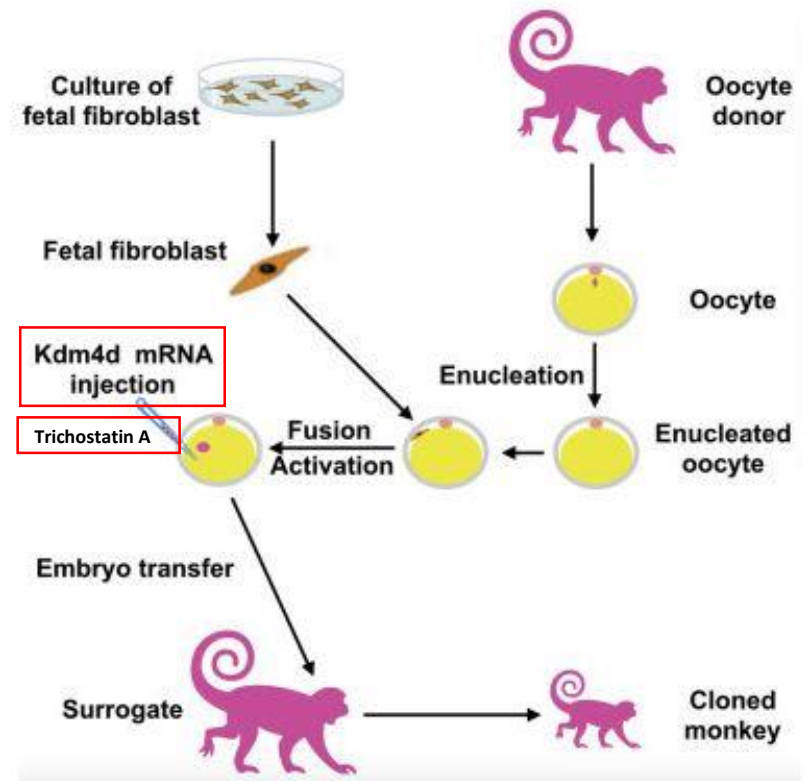 Culture of
fetal fibroblast
Oocyte
donor
Fetal fibroblast
Oocyte
Kdm4d mRNA
injection
Enucleation
Trichostatin A
Fusion
Activation
Enucleated
oocyte
Embryo transfer
Surrogate
Cloned
monkey